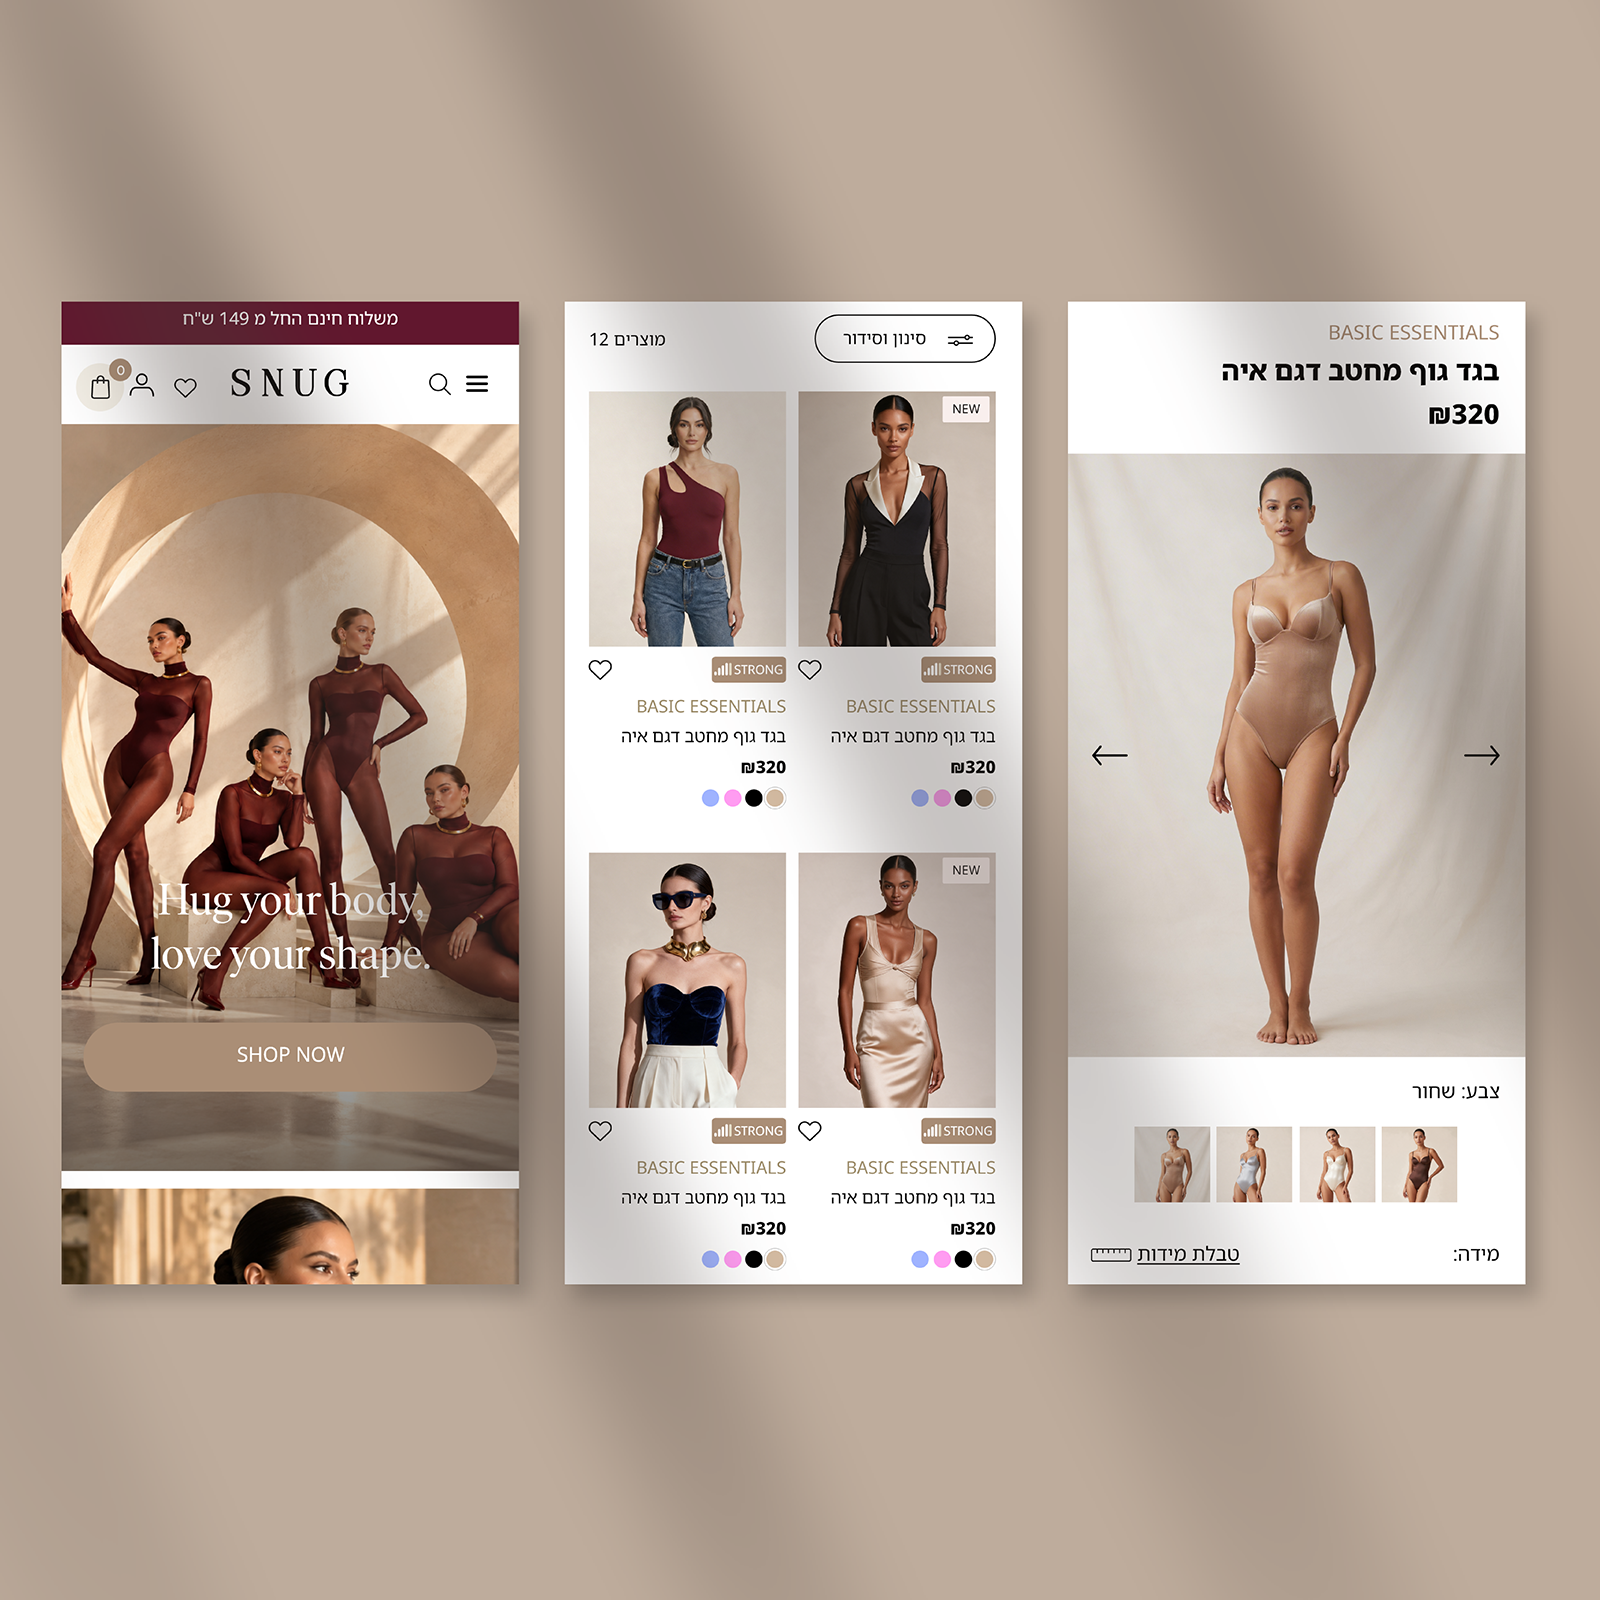 משלוח חינם החל מ 149 ש"ח
0
SNUG
Hug your body,
love your shape.
SHOP NOW
סינון וסידור
12 מוצרים
NEW
STRONG
STRONG
BASIC ESSENTIALS
BASIC ESSENTIALS
בגד גוף מחטב דגם איה
בגד גוף מחטב דגם איה
₪320
₪320
NEW
STRONG
STRONG
BASIC ESSENTIALS
BASIC ESSENTIALS
בגד גוף מחטב דגם איה
בגד גוף מחטב דגם איה
₪320
₪320
BASIC ESSENTIALS
בגד גוף מחטב דגם איה
₪320
צבע: שחור
מידה:
טבלת מידות